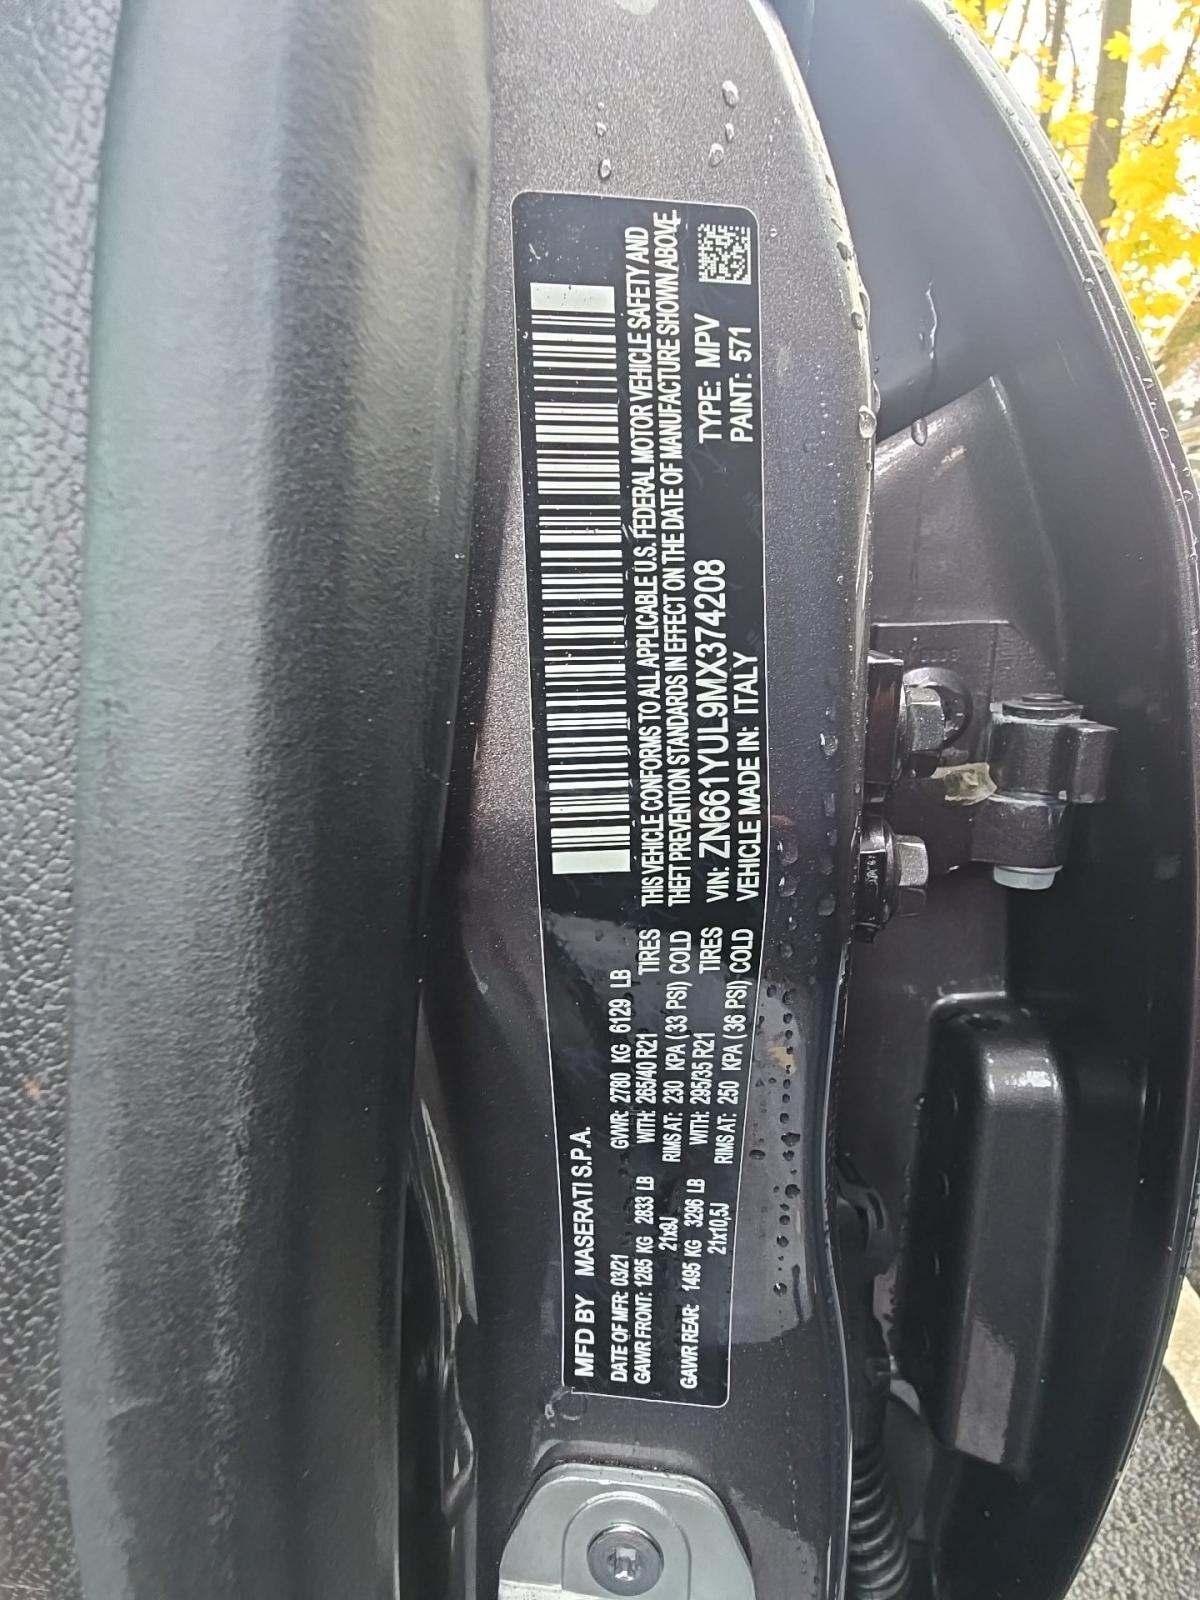 MFD BY MASERATI S.P.A.
DATE OF MFR: 03/21 GWWR: 2780 KG 6129 LB
GAWR FRONT: 1285 KG 2833 LB WITH: 265/40 R21 TIRES
21x9J RIMS AT: 230 KPA ( 33 PSI) COLD
GAWR REAR: 1495 KG 3296 LB WITH: 295/35 R21 TIRES
21x10,5J RIMS AT: 250 KPA ( 36 PSI) COLD
THIS VEHICLE CONFORMS TO ALL APPLICABLE U.S. FEDERAL MOTOR VEHICLE SAFETY AND
THEFT PREVENTION STANDARDS IN EFFECT ON THE DATE OF MANUFACTURE SHOWN ABOVE.
VIN: ZN661YUL9MX374208 TYPE: MPV
VEHICLE MADE IN: ITALY PAINT: 571